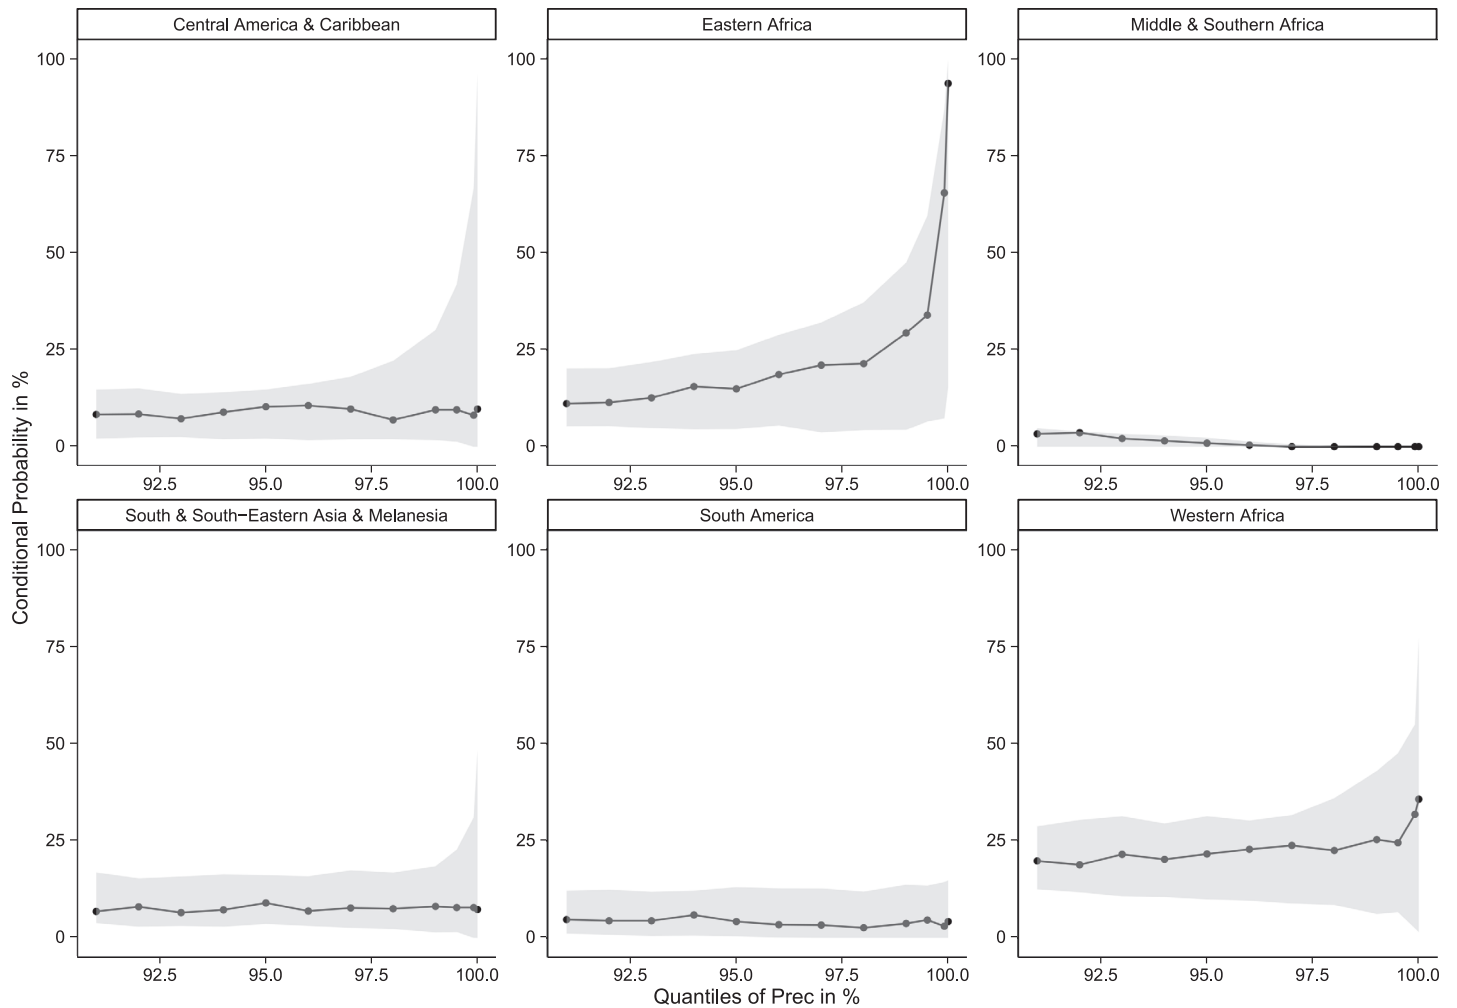 Central America & Caribbean
Eastern Africa
Middle & Southern Africa
100
75
50
25
0
100
75
50
25
0
100
75
50
25
0
92.5 95.0 97.5 100.0
92.5 95.0 97.5 100.0
92.5 95.0 97.5 100.0
Conditional Probability in %
South & South−Eastern Asia & Melanesia
South America
Western Africa
100
75
50
25
0
100
75
50
25
0
100
75
50
25
0
92.5 95.0 97.5 100.0
92.5 95.0 97.5 100.0
92.5 95.0 97.5 100.0
Quantiles of Prec in %